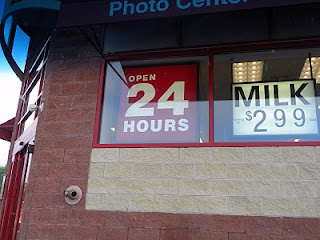 Photo Center
OPEN
24
HOURS
MILK
$2.99